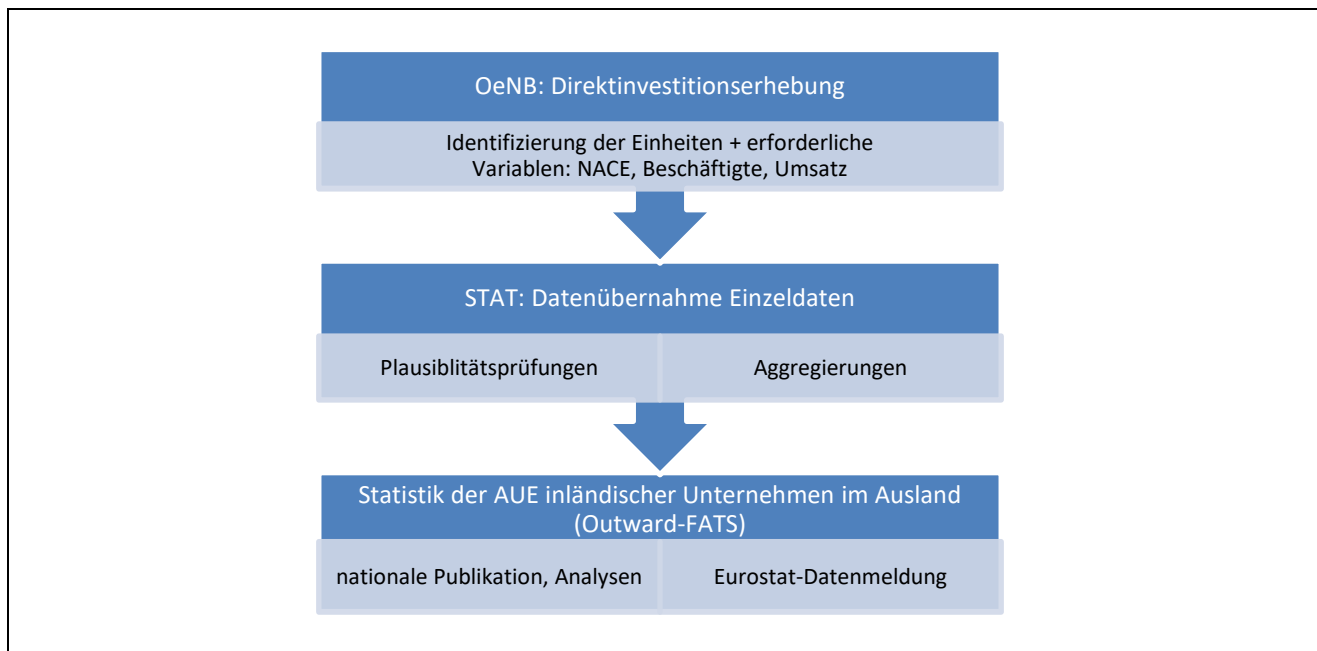 OeNB: Direktinvestitionserhebung
Identifizierung der Einheiten + erforderliche
Variablen: NACE, Beschäftigte, Umsatz
STAT: Datenübernahme Einzeldaten
Plausiblitätsprüfungen
Aggregierungen
Statistik der AUE inländischer Unternehmen im Ausland
(Outward-FATS)
nationale Publikation, Analysen
Eurostat-Datenmeldung